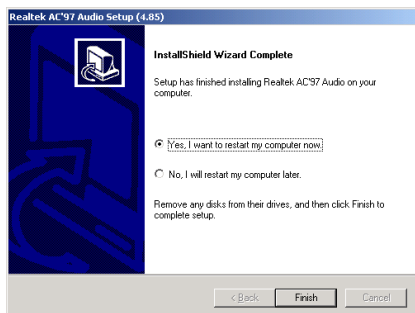 Realtek AC'97 Audio Setup (4.85)
InstallShield Wizard Complete
Setup has finished installing Realtek AC'97 Audio on your
computer.
Yes, I want to restart my computer now.
No, I will restart my computer later.
Remove any disks from their drives, and then click Finish to
complete setup.
< Back
Finish
Cancel